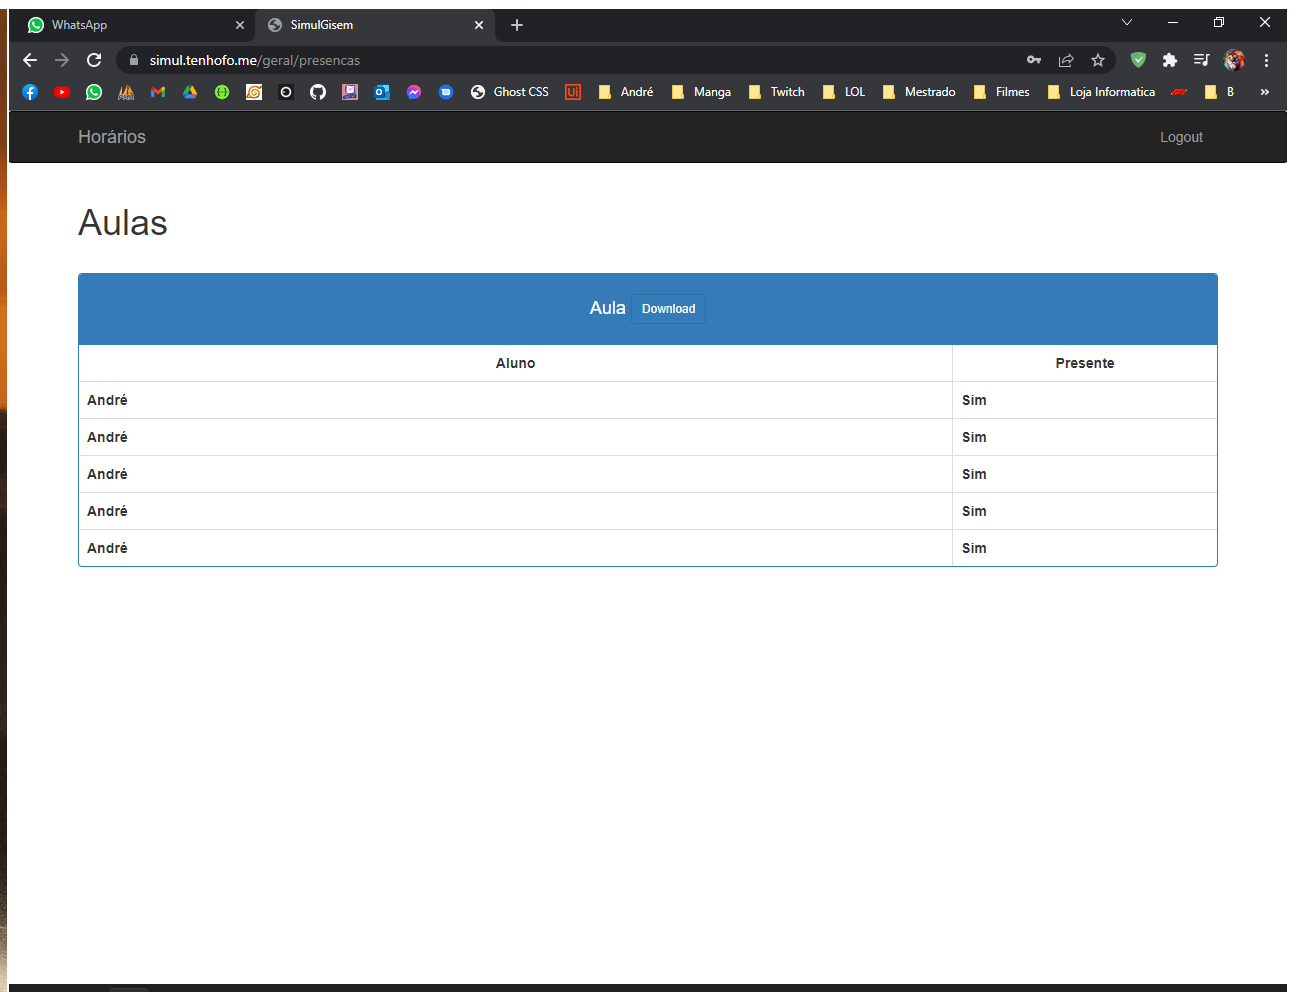 WhatsApp
SimulGisem
simul.tenhofo.me/geral/presencas
Ghost CSS Ui André Manga Twitch LOL Mestrado Filmes Loja Informatica B »
Horários Logout
Aulas
Aula Download
Aluno Presente
André Sim
André Sim
André Sim
André Sim
André Sim